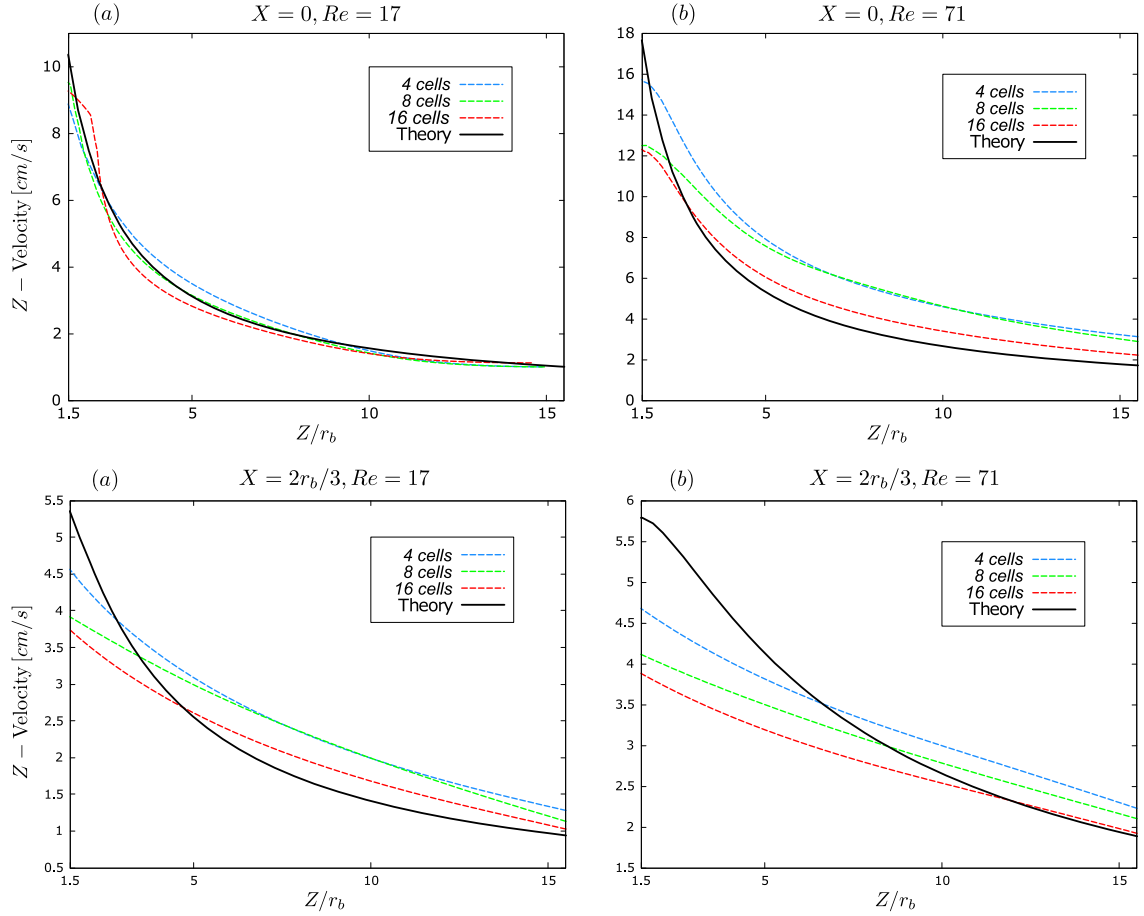 (a) X = 0, Re = 17
10
8
6
4
2
0
Z − Velocity [cm/s]
4 cells
8 cells
16 cells
Theory
1.5 5 10 15
Z/r_b
(b) X = 0, Re = 71
18
16
14
12
10
8
6
4
2
0
4 cells
8 cells
16 cells
Theory
1.5 5 10 15
Z/r_b
(a) X = 2r_b/3, Re = 17
5.5
5
4.5
4
3.5
3
2.5
2
1.5
1
0.5
Z − Velocity [cm/s]
4 cells
8 cells
16 cells
Theory
1.5 5 10 15
Z/r_b
(b) X = 2r_b/3, Re = 71
6
5.5
5
4.5
4
3.5
3
2.5
2
1.5
4 cells
8 cells
16 cells
Theory
1.5 5 10 15
Z/r_b